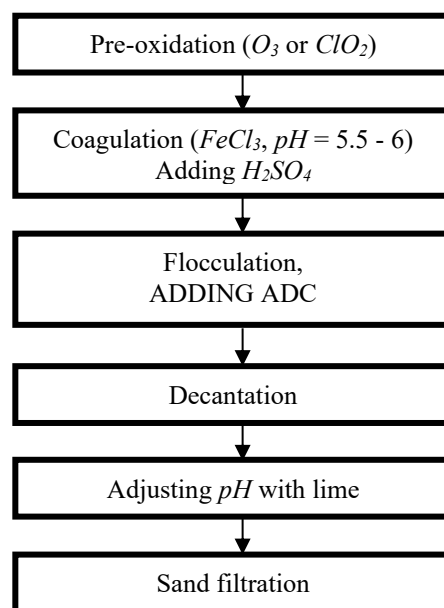 Pre-oxidation (O₃ or ClO₂)
Coagulation (FeCl₃, pH = 5.5 - 6)
Adding H₂SO₄
Flocculation,
ADDING ADC
Decantation
Adjusting pH with lime
Sand filtration